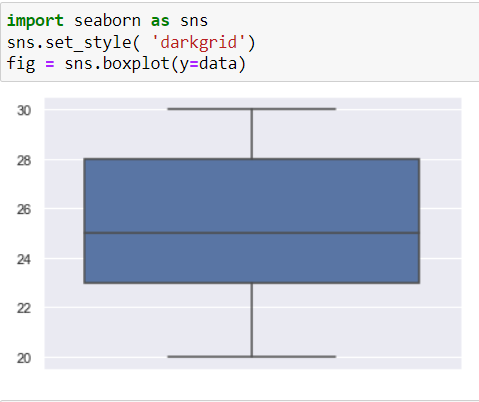 import seaborn as sns
sns.set_style( 'darkgrid')
fig = sns.boxplot(y=data)
30
28
26
24
22
20